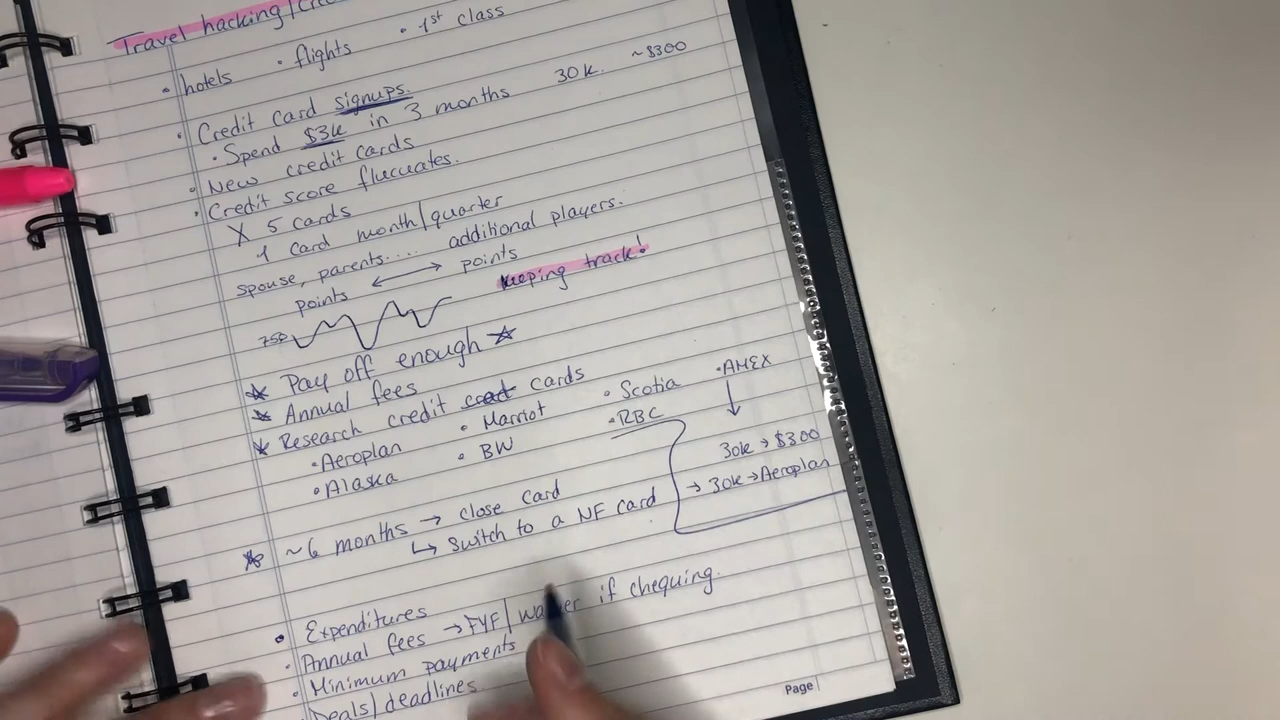 Travel hacking/
• hotels • flights • 1st class
• Credit card signups.
• Spend $3k in 3 months 30k. ~$300
• New credit cards
• Credit score flucuates.
X 5 cards
1 card month/quarter
spouse, parents.... additional players.
points ⟷ points Keeping track!
750
☆ Pay off enough ☆
☆ Annual fees
☆ Research credit cards
• Aeroplan • Marriot • Scotia • AMEX
• Alaska • BW • RBC
30k → $300
→ 30k → Aeroplan
☆ ~6 months → close card
↳ Switch to a NF card
• Expenditures
• Annual fees → FYF/ if chequing.
• Minimum payments
• Deals/deadlines
Page